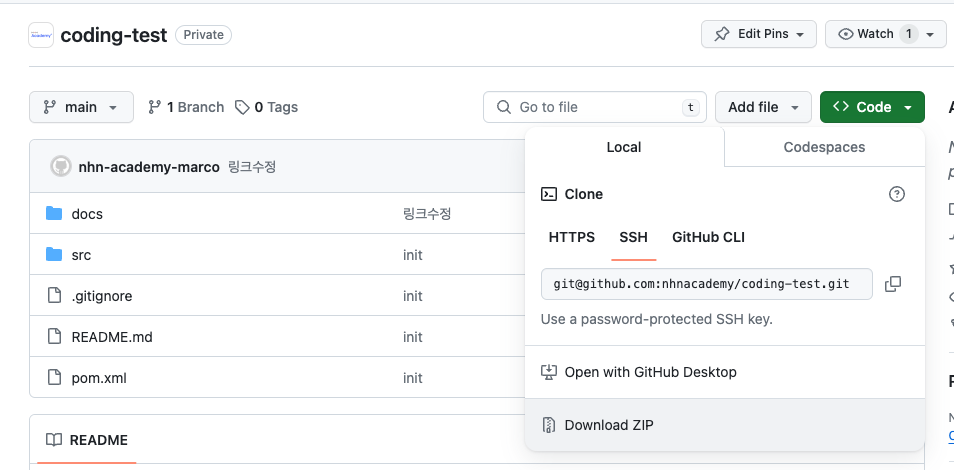 coding-test Private Edit Pins Watch 1
main 1 Branch 0 Tags Go to file t Add file Code
Local Codespaces
nhn-academy-marco 링크수정
Clone
docs 링크수정
HTTPS SSH GitHub CLI
src init
git@github.com:nhnacademy/coding-test.git
.gitignore init
Use a password-protected SSH key.
README.md init
Open with GitHub Desktop
pom.xml init
Download ZIP
README